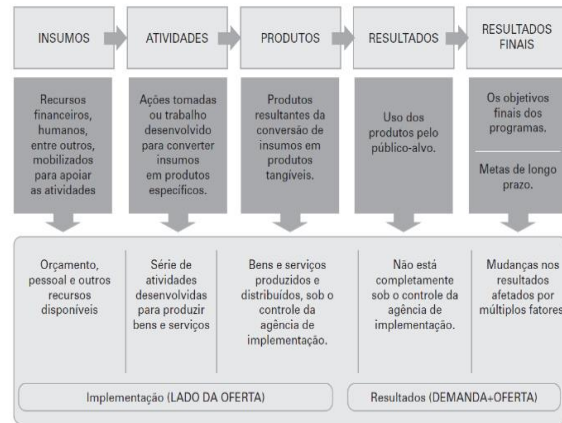 INSUMOS
ATIVIDADES
PRODUTOS
RESULTADOS
RESULTADOS
FINAIS
Recursos
financeiros,
humanos,
entre outros,
mobilizados
para apoiar
as atividades
Ações tomadas
ou trabalho
desenvolvido
para converter
insumos
em produtos
específicos.
Produtos
resultantes da
conversão de
insumos em
produtos
tangíveis.
Uso dos
produtos pelo
público-alvo.
Os objetivos
finais dos
programas.
Metas de longo
prazo.
Orçamento,
pessoal e outros
recursos
disponíveis
Série de
atividades
desenvolvidas
para produzir
bens e serviços
Bens e serviços
produzidos e
distribuídos, sob o
controle da
agência de
implementação.
Não está
completamente
sob o controle da
agência de
implementação.
Mudanças nos
resultados
afetados por
múltiplos fatores
Implementação (LADO DA OFERTA)
Resultados (DEMANDA+OFERTA)